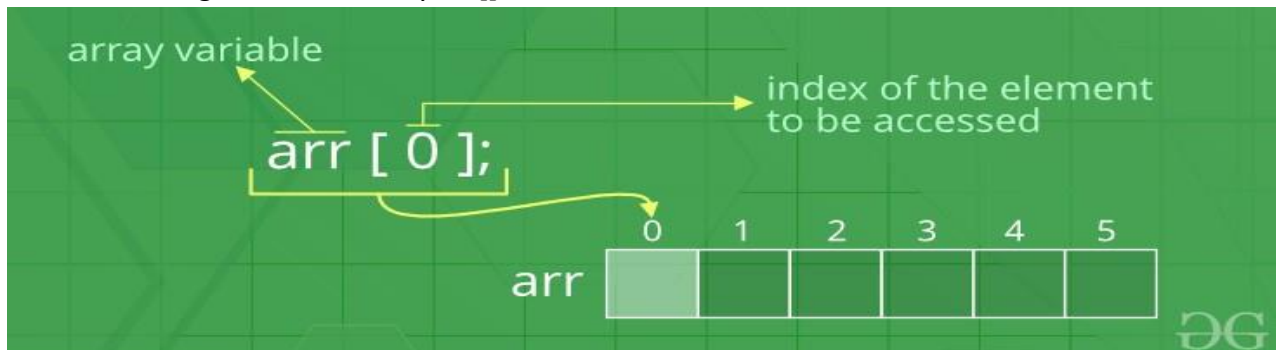 array variable
index of the element
to be accessed
arr [ 0 ];
0 1 2 3 4 5
arr